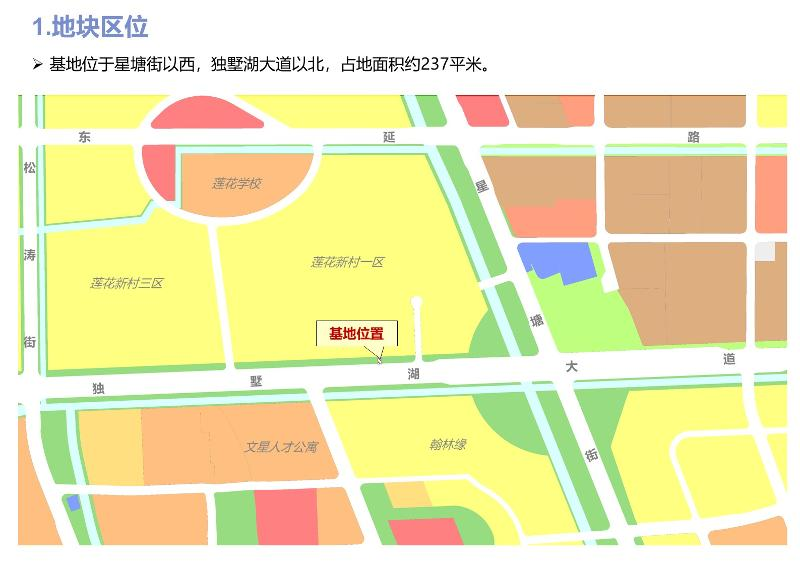 1.地块区位
➢ 基地位于星塘街以西，独墅湖大道以北，占地面积约237平米。
东 延 路
松 涛 街
莲花学校
星 塘 街
莲花新村三区
莲花新村一区
基地位置
独 墅 湖 大 道
文星人才公寓
翰林缘